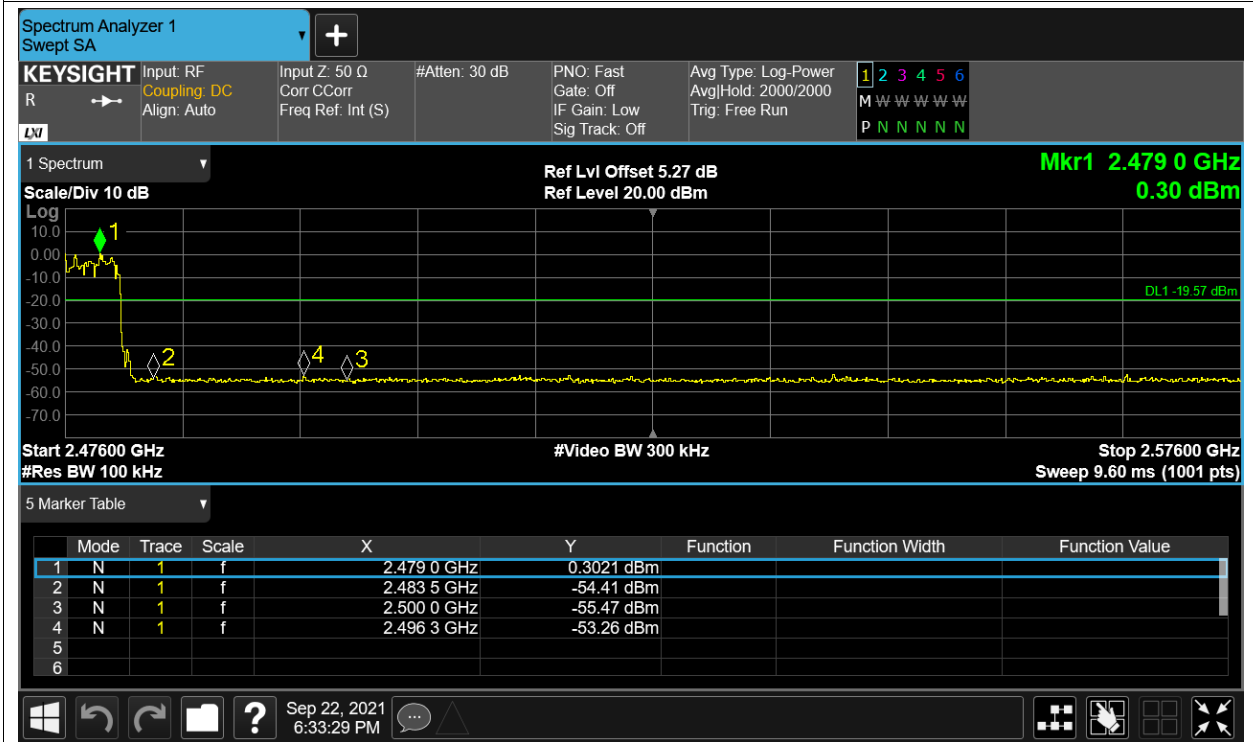 Spectrum Analyzer 1
Swept SA
KEYSIGHT Input: RF Input Z: 50 Ω #Atten: 30 dB PNO: Fast Avg Type: Log-Power 1 2 3 4 5 6
R Coupling: DC Corr CCorr Gate: Off Avg|Hold: 2000/2000 M W W W W W
Align: Auto Freq Ref: Int (S) IF Gain: Low Trig: Free Run
LXI Sig Track: Off P N N N N N
1 Spectrum Ref Lvl Offset 5.27 dB Mkr1 2.479 0 GHz
Scale/Div 10 dB Ref Level 20.00 dBm 0.30 dBm
Log
10.0 1
0.00
-10.0
-20.0 DL1 -19.57 dBm
-30.0
-40.0
-50.0 2 4 3
-60.0
-70.0
Start 2.47600 GHz #Video BW 300 kHz Stop 2.57600 GHz
#Res BW 100 kHz Sweep 9.60 ms (1001 pts)
5 Marker Table
Mode Trace Scale X Y Function Function Width Function Value
1 N 1 f 2.479 0 GHz 0.3021 dBm
2 N 1 f 2.483 5 GHz -54.41 dBm
3 N 1 f 2.500 0 GHz -55.47 dBm
4 N 1 f 2.496 3 GHz -53.26 dBm
5
6
? Sep 22, 2021
6:33:29 PM